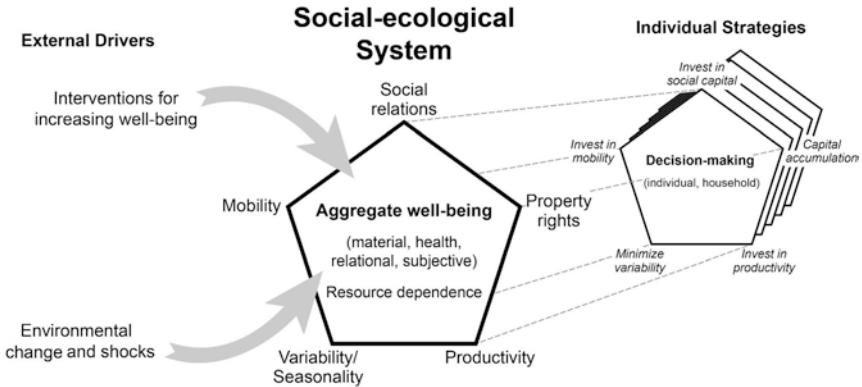 Social-ecological
System
External Drivers
Individual Strategies
Interventions for
increasing well-being
Social
relations
Invest in
social capital
Invest in
mobility
Capital
accumulation
Decision-making
(individual, household)
Mobility
Property
rights
Aggregate well-being
(material, health,
relational, subjective)
Resource dependence
Minimize
variability
Invest in
productivity
Environmental
change and shocks
Variability/
Seasonality
Productivity